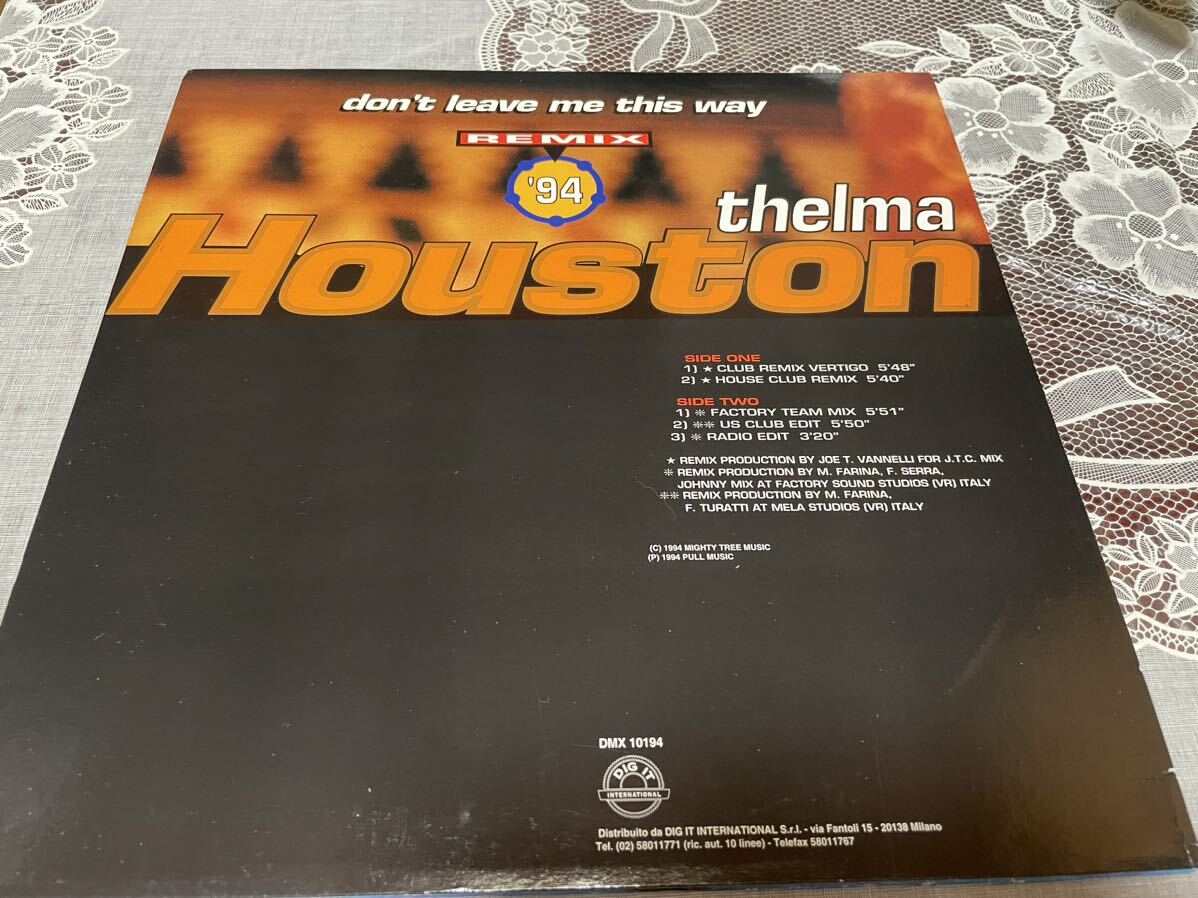 don't leave me this way
REMIX
'94
thelma
Houston
SIDE ONE
1) ★ CLUB REMIX VERTIGO 5'48"
2) ★ HOUSE CLUB REMIX 5'40"
SIDE TWO
1) ✳ FACTORY TEAM MIX 5'51"
2) ✳✳ US CLUB EDIT 5'50"
3) ✳ RADIO EDIT 3'20"
★ REMIX PRODUCTION BY JOE T. VANNELLI FOR J.T.C. MIX
✳ REMIX PRODUCTION BY M. FARINA, F. SERRA,
JOHNNY MIX AT FACTORY SOUND STUDIOS (VR) ITALY
✳✳ REMIX PRODUCTION BY M. FARINA,
F. TURATTI AT MELA STUDIOS (VR) ITALY
(C) 1994 MIGHTY TREE MUSIC
(P) 1994 PULL MUSIC
DMX 10194
DIG IT
INTERNATIONAL
Distribuito da DIG IT INTERNATIONAL S.r.l. - via Fantoli 15 - 20138 Milano
Tel. (02) 58011771 (ric. aut. 10 linee) - Telefax 58011767